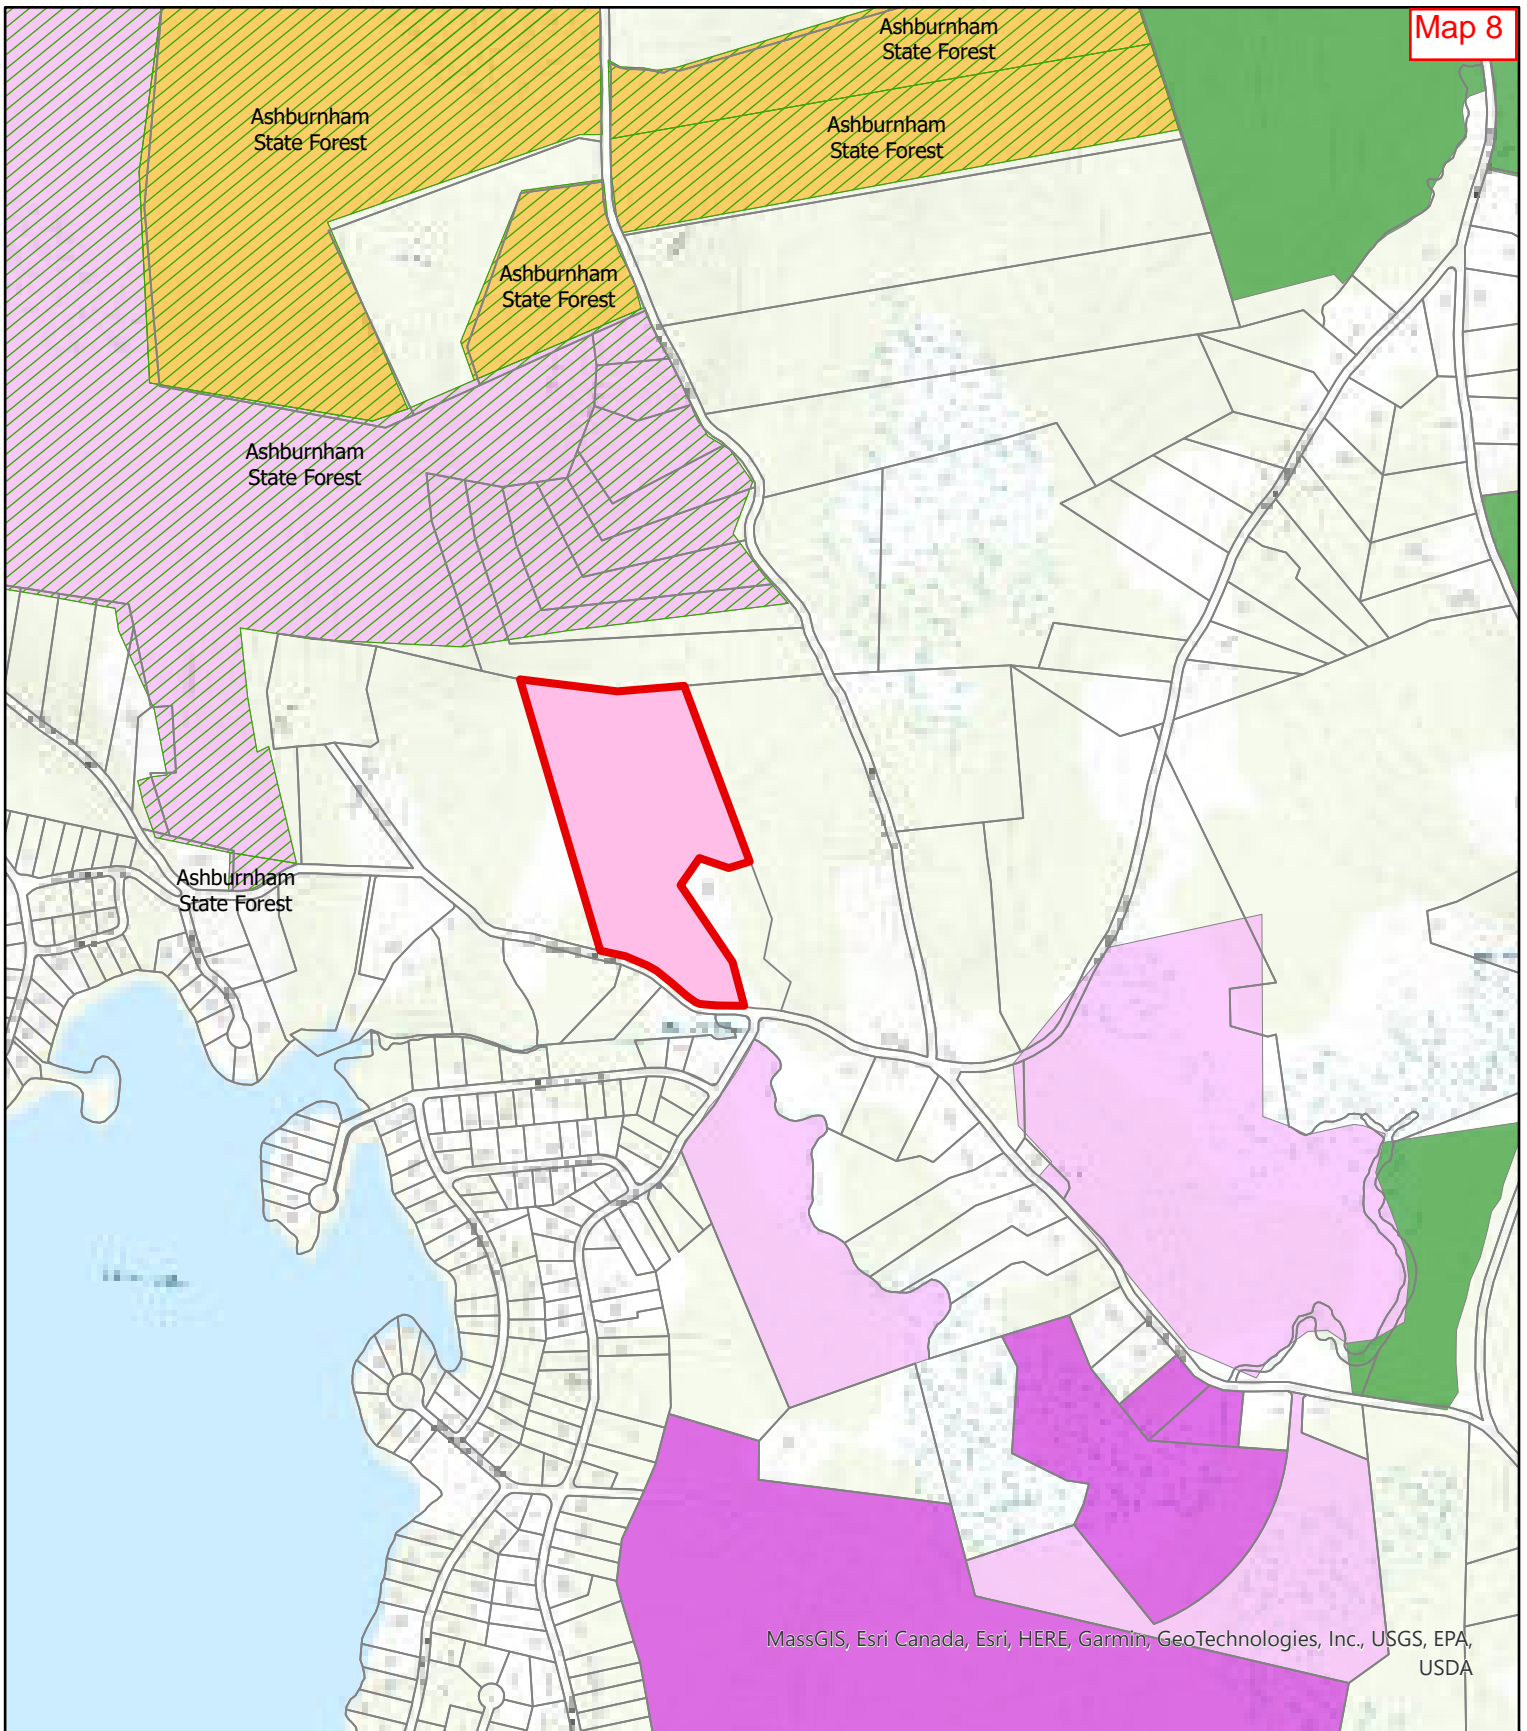 Map 8
Ashburnham
State Forest
Ashburnham
State Forest
Ashburnham
State Forest
Ashburnham
State Forest
Ashburnham
State Forest
Ashburnham
State Forest
MassGIS, Esri Canada, Esri, HERE, Garmin, GeoTechnologies, Inc., USGS, EPA,
USDA